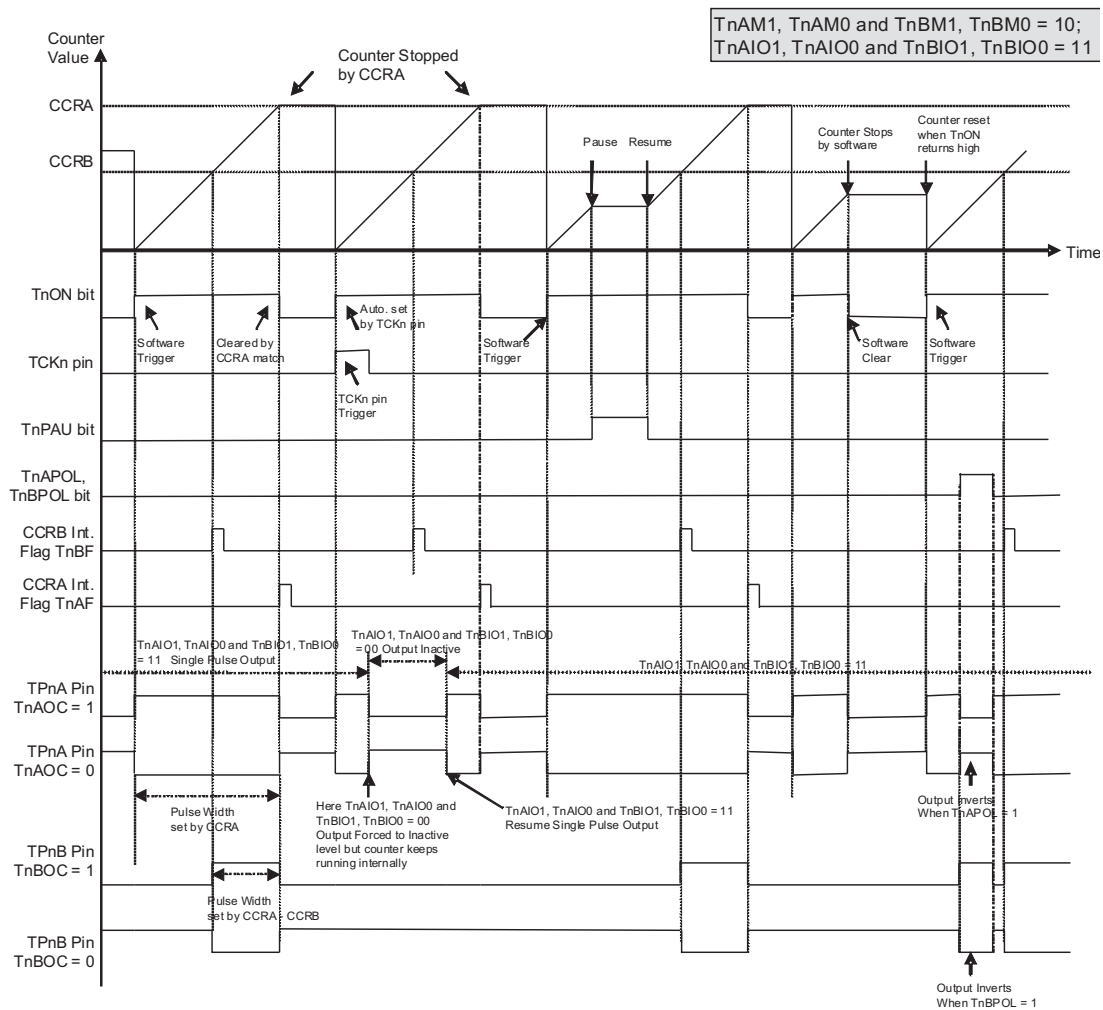 TnAM1, TnAM0 and TnBM1, TnBM0 = 10;
TnAIO1, TnAIO0 and TnBIO1, TnBIO0 = 11
Counter
Value
Counter Stopped
by CCRA
CCRA
CCRB
Pause
Resume
Counter Stops
by software
Counter reset
when TnON
returns high
Time
TnON bit
Software
Trigger
Cleared by
CCRA match
Auto. set
by TCKn pin
Software
Trigger
Software
Clear
Software
Trigger
TCKn pin
TCKn pin
Trigger
TnPAU bit
TnAPOL,
TnBPOL bit
CCRB Int.
Flag TnBF
CCRA Int.
Flag TnAF
TnAIO1, TnAIO0 and TnBIO1, TnBIO0
= 11 Single Pulse Output
TnAIO1, TnAIO0 and TnBIO1, TnBIO0
= 00 Output Inactive
TnAIO1, TnAIO0 and TnBIO1, TnBIO0 = 11
TPnA Pin
TnAOC = 1
TPnA Pin
TnAOC = 0
Pulse Width
set by CCRA
Here TnAIO1, TnAIO0 and
TnBIO1, TnBIO0 = 00
Output Forced to Inactive
level but counter keeps
running internally
TnAIO1, TnAIO0 and TnBIO1, TnBIO0 = 11
Resume Single Pulse Output
Output Inverts
When TnAPOL = 1
TPnB Pin
TnBOC = 1
Pulse Width
set by CCRA - CCRB
TPnB Pin
TnBOC = 0
Output Inverts
When TnBPOL = 1